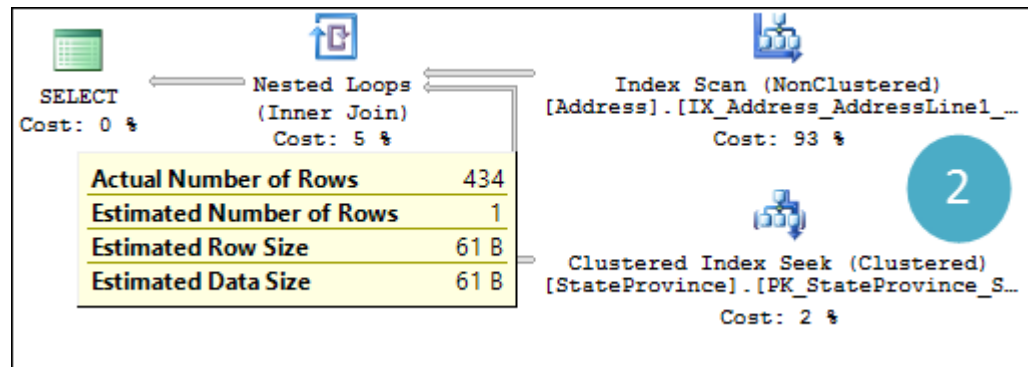 SELECT
Cost: 0 %
Nested Loops
(Inner Join)
Cost: 5 %
Index Scan (NonClustered)
[Address].[IX_Address_AddressLine1_…
Cost: 93 %
2
Actual Number of Rows 434
Estimated Number of Rows 1
Estimated Row Size 61 B
Estimated Data Size 61 B
Clustered Index Seek (Clustered)
[StateProvince].[PK_StateProvince_S…
Cost: 2 %